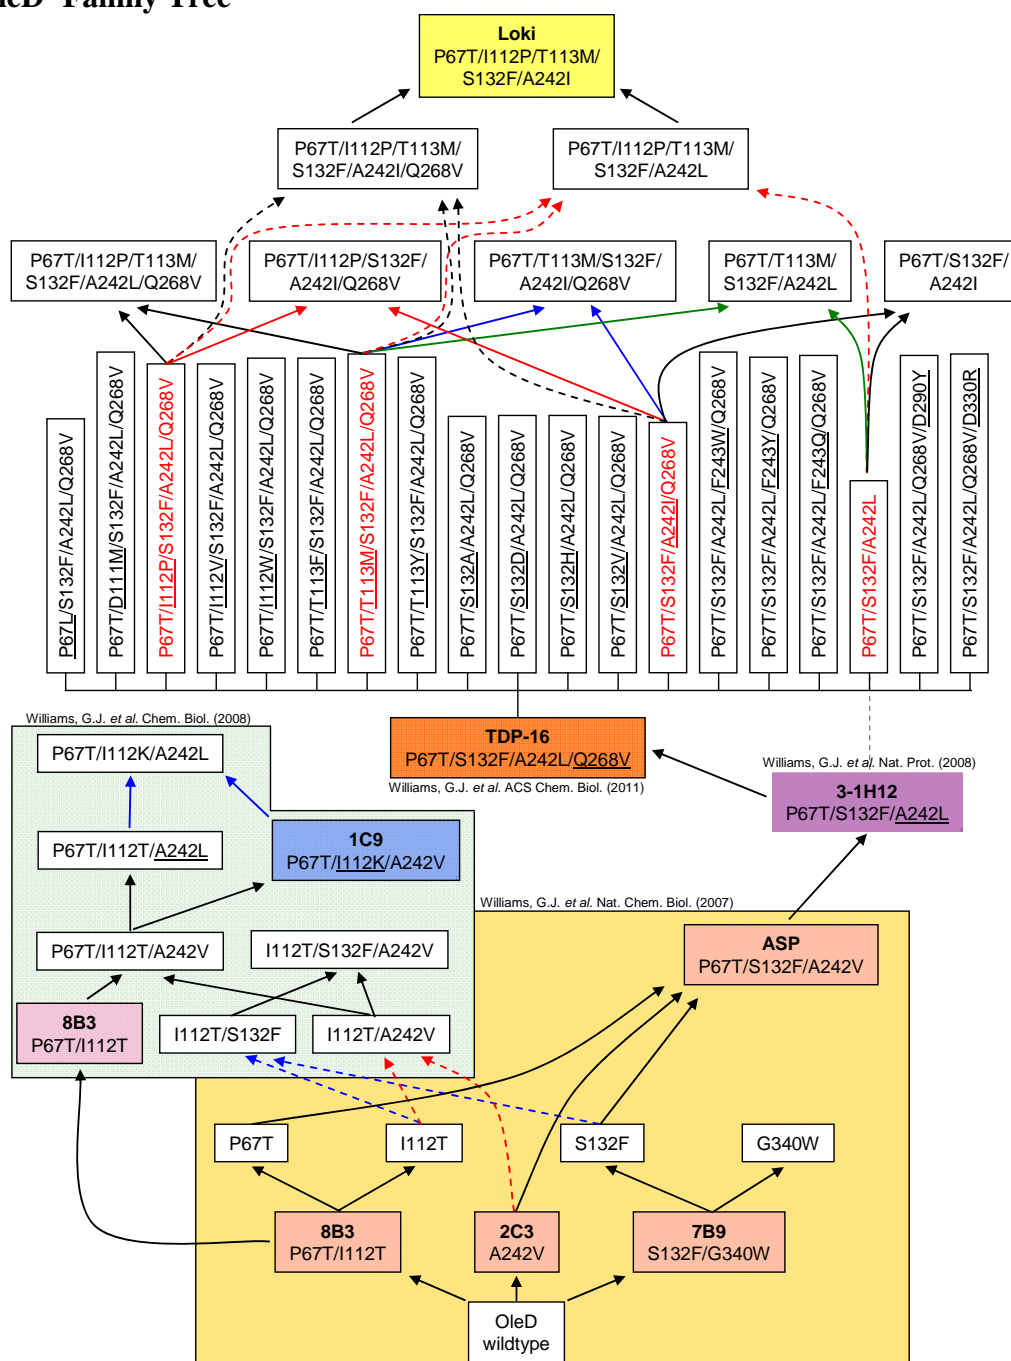 OleD Family Tree
Loki
P67T/I112P/T113M/
S132F/A242I
P67T/I112P/T113M/
S132F/A242I/Q268V
P67T/I112P/T113M/
S132F/A242L
P67T/I112P/T113M/
S132F/A242L/Q268V
P67T/I112P/S132F/
A242I/Q268V
P67T/T113M/S132F/
A242I/Q268V
P67T/T113M/
S132F/A242L
P67T/S132F/
A242I
P67L/S132F/A242L/Q268V
P67T/D111M/S132F/A242L/Q268V
P67T/I112P/S132F/A242L/Q268V
P67T/I112V/S132F/A242L/Q268V
P67T/I112W/S132F/A242L/Q268V
P67T/T113F/S132F/A242L/Q268V
P67T/T113M/S132F/A242L/Q268V
P67T/T113Y/S132F/A242L/Q268V
P67T/S132A/A242L/Q268V
P67T/S132D/A242L/Q268V
P67T/S132H/A242L/Q268V
P67T/S132V/A242L/Q268V
P67T/S132F/A242I/Q268V
P67T/S132F/A242L/F243W/Q268V
P67T/S132F/A242L/F243Y/Q268V
P67T/S132F/A242L/F243Q/Q268V
P67T/S132F/A242L
P67T/S132F/A242L/Q268V/D290Y
P67T/S132F/A242L/Q268V/D330R
Williams, G.J. et al. Chem. Biol. (2008)
TDP-16
P67T/S132F/A242L/Q268V
Williams, G.J. et al. ACS Chem. Biol. (2011)
Williams, G.J. et al. Nat. Prot. (2008)
3-1H12
P67T/S132F/A242L
P67T/I112K/A242L
P67T/I112T/A242L
1C9
P67T/I112K/A242V
Williams, G.J. et al. Nat. Chem. Biol. (2007)
P67T/I112T/A242V
I112T/S132F/A242V
ASP
P67T/S132F/A242V
8B3
P67T/I112T
I112T/S132F
I112T/A242V
P67T
I112T
S132F
G340W
8B3
P67T/I112T
2C3
A242V
7B9
S132F/G340W
OleD
wildtype